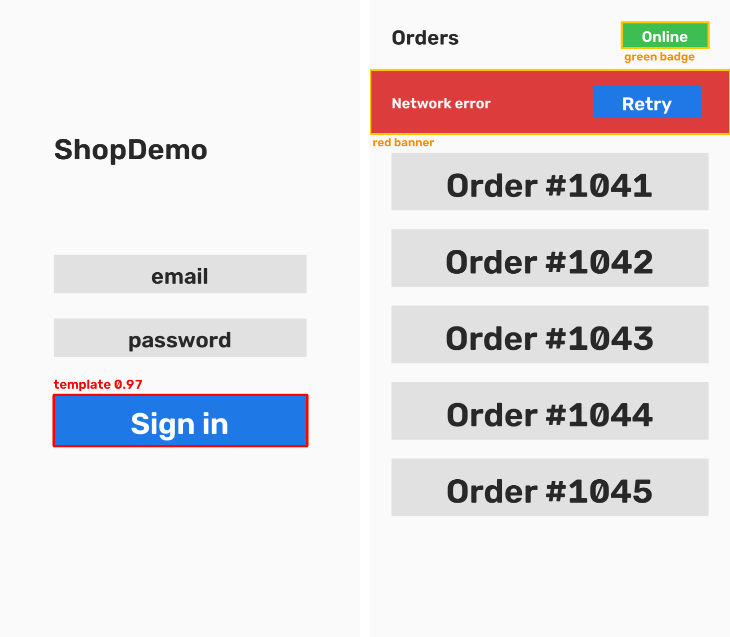 ShopDemo
email
password
template 0.97
Sign in
Orders
Online
green badge
Network error
Retry
red banner
Order #1041
Order #1042
Order #1043
Order #1044
Order #1045